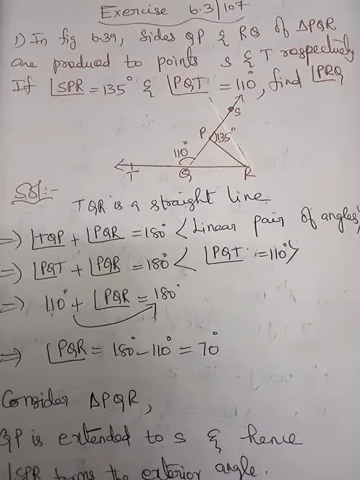 Exercise 6.3/107
1) In fig 6.39, sides QP & RQ of ΔPQR
are produced to points S & T respectively
If ∠SPR = 135° & ∠PQT = 110°, find ∠PRQ
S
P 135°
110°
T Q R
Sol:-
TQR is a straight line
⇒ ∠TQP + ∠PQR = 180° <Linear pair of angles>
⇒ ∠PQT + ∠PQR = 180° < ∠PQT = 110°>
⇒ 110° + ∠PQR = 180°
⇒ ∠PQR = 180° - 110° = 70°
Consider ΔPQR,
QP is extended to S & hence
∠SPR forms the exterior angle.